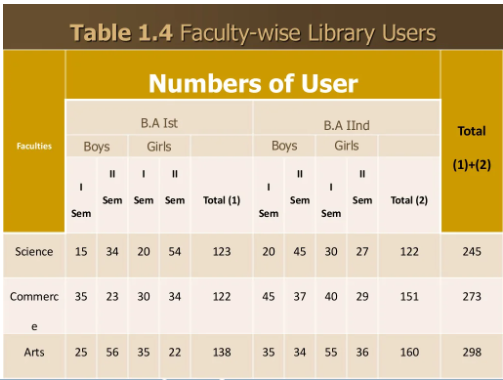 Table 1.4 Faculty-wise Library Users
Numbers of User
Faculties
B.A Ist
B.A IInd
Total
(1)+(2)
Boys Girls Boys Girls
I Sem II Sem I Sem II Sem Total (1) I Sem II Sem I Sem II Sem Total (2)
Science 15 34 20 54 123 20 45 30 27 122 245
Commerc 35 23 30 34 122 45 37 40 29 151 273
e
Arts 25 56 35 22 138 35 34 55 36 160 298